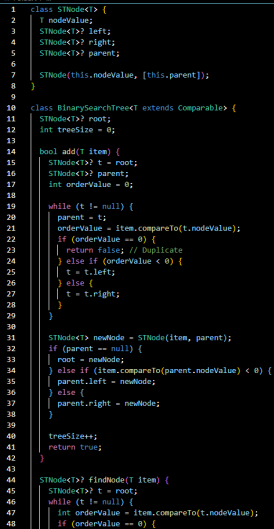 1 class STNode<T> {
2 T nodeValue;
3 STNode<T>? left;
4 STNode<T>? right;
5 STNode<T>? parent;
6
7 STNode(this.nodeValue, [this.parent]);
8 }
9
10 class BinarySearchTree<T extends Comparable> {
11 STNode<T>? root;
12 int treeSize = 0;
13
14 bool add(T item) {
15 STNode<T>? t = root;
16 STNode<T>? parent;
17 int orderValue = 0;
18
19 while (t != null) {
20 parent = t;
21 orderValue = item.compareTo(t.nodeValue);
22 if (orderValue == 0) {
23 return false; // Duplicate
24 } else if (orderValue < 0) {
25 t = t.left;
26 } else {
27 t = t.right;
28 }
29 }
30
31 STNode<T> newNode = STNode(item, parent);
32 if (parent == null) {
33 root = newNode;
34 } else if (item.compareTo(parent.nodeValue) < 0) {
35 parent.left = newNode;
36 } else {
37 parent.right = newNode;
38 }
39
40 treeSize++;
41 return true;
42 }
43
44 STNode<T>? findNode(T item) {
45 STNode<T>? t = root;
46 while (t != null) {
47 int orderValue = item.compareTo(t.nodeValue);
48 if (orderValue == 0) {